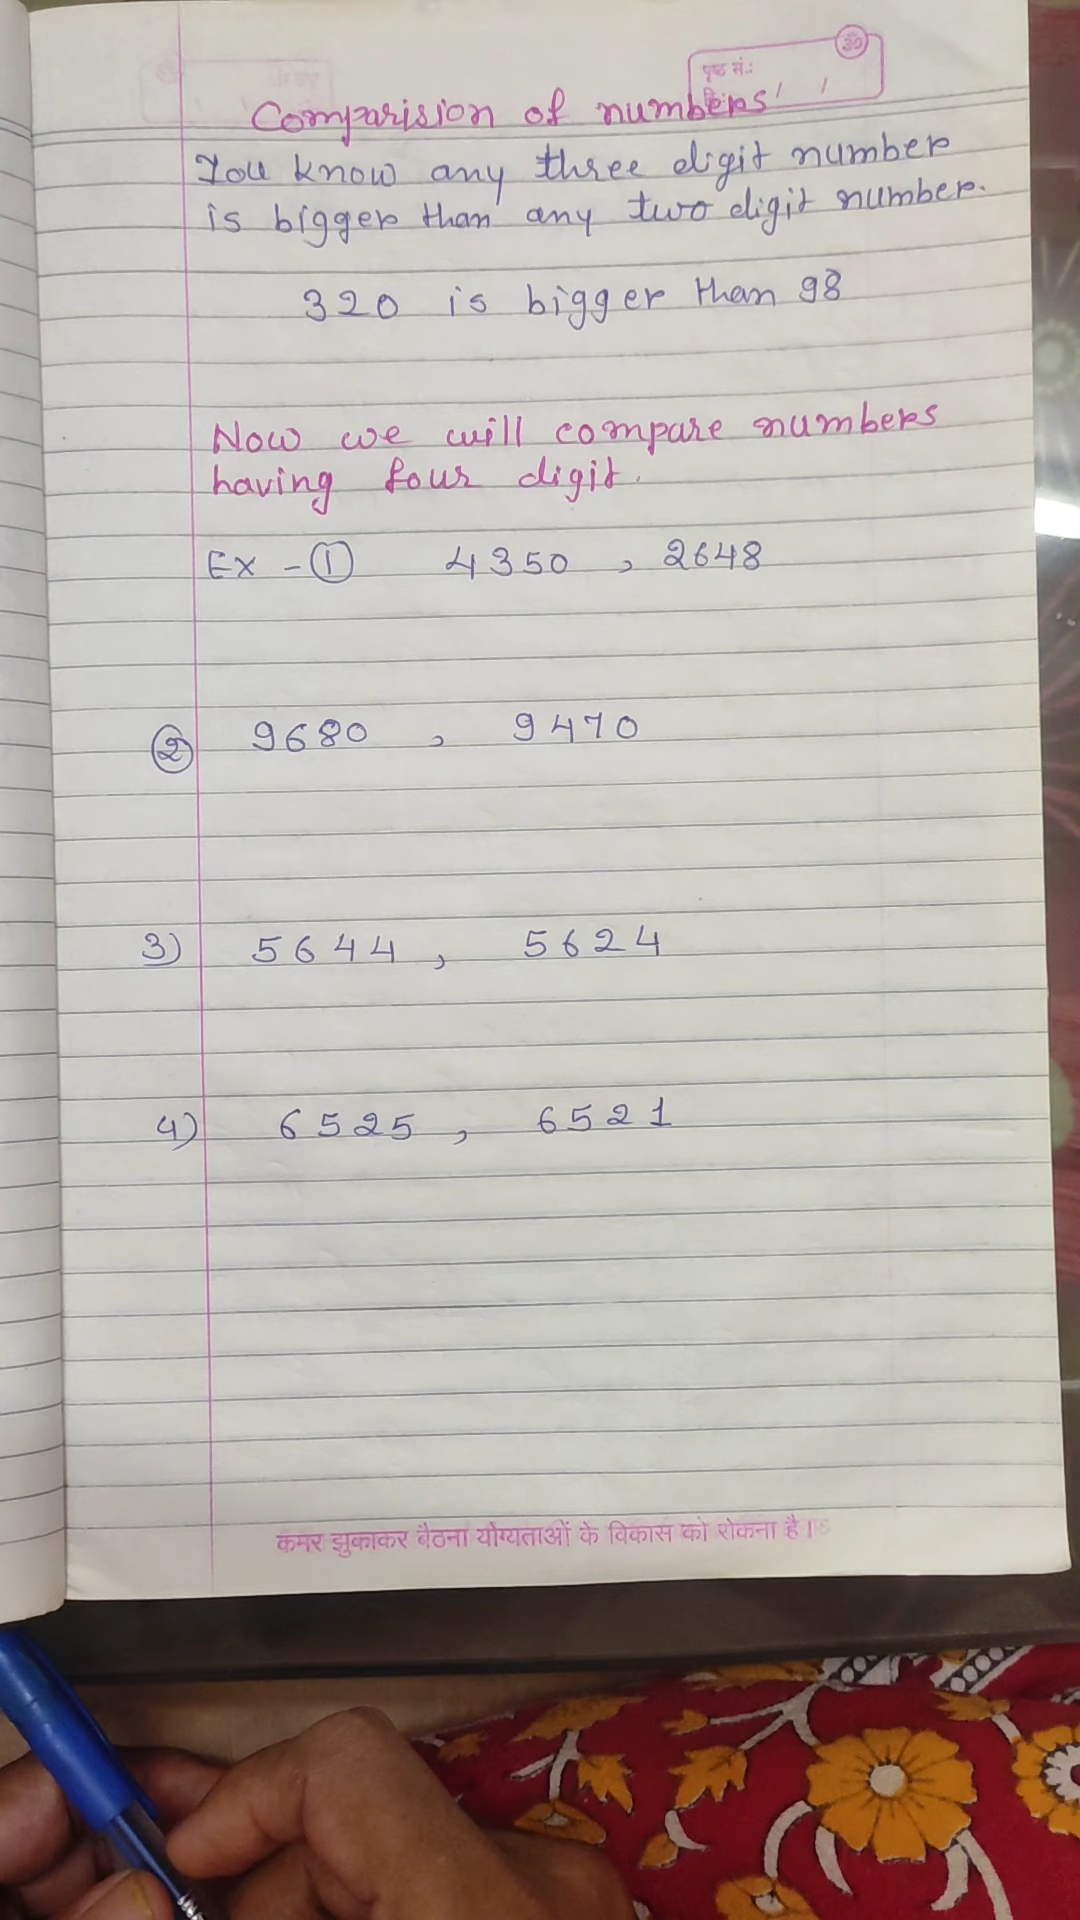 पृष्ठ सं.:
Comparision of numbers
You know any three digit number
is bigger than any two digit number.
320 is bigger than 98
Now we will compare numbers
having four digit.
Ex - ① 4350 , 2648
② 9680 , 9470
3) 5644 , 5624
4) 6525 , 6521
कमर झुकाकर बैठना योग्यताओं के विकास को रोकना है।